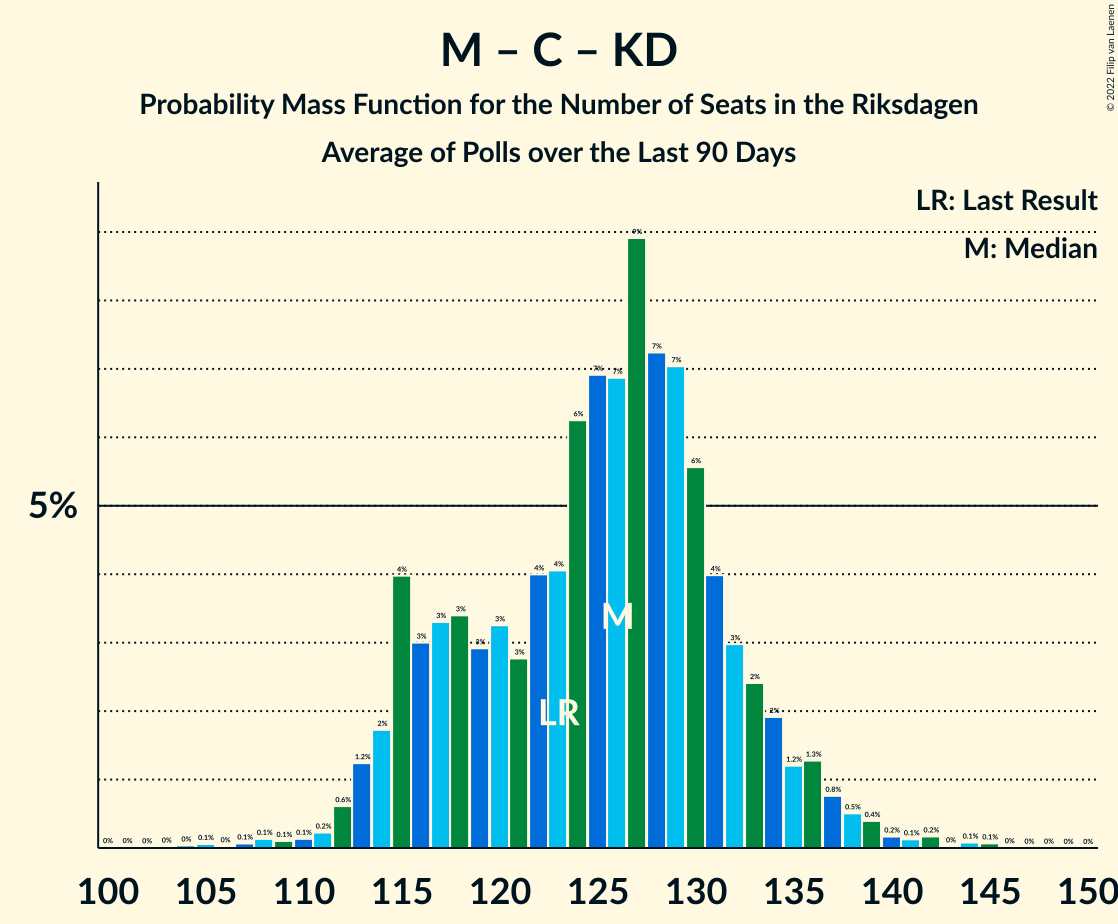 M – C – KD
Probability Mass Function for the Number of Seats in the Riksdagen
Average of Polls over the Last 90 Days
© 2022 Filip van Laenen
LR: Last Result
M: Median
5%
0% 0% 0% 0% 0% 0.1% 0% 0.1% 0.1% 0.1% 0.1% 0.2% 0.6% 1.2% 2% 4% 3% 3% 3% 3% 3% 3% 4% 4% 6% 7% 7% 9% 7% 7% 6% 4% 3% 2% 2% 1.2% 1.3% 0.8% 0.5% 0.4% 0.2% 0.1% 0.2% 0% 0.1% 0.1% 0% 0% 0% 0% 0%
M
LR
100 105 110 115 120 125 130 135 140 145 150